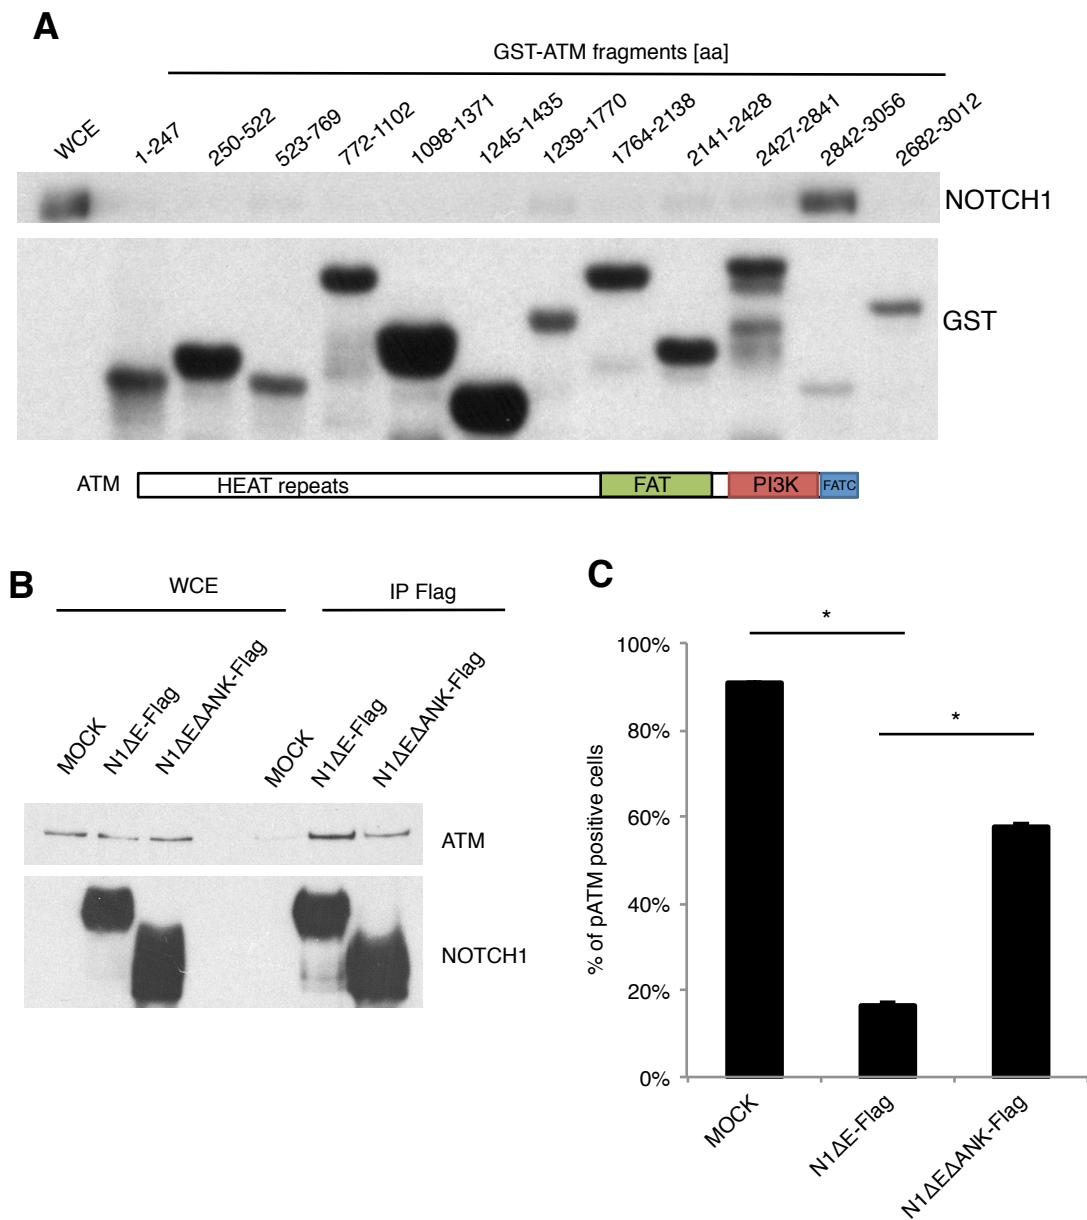 A
GST-ATM fragments [aa]
WCE 1-247 250-522 523-769 772-1102 1098-1371 1245-1435 1239-1770 1764-2138 2141-2428 2427-2841 2842-3056 2682-3012
NOTCH1
GST
ATM HEAT repeats FAT PI3K FATC
B
WCE IP Flag
MOCK N1ΔE-Flag N1ΔEΔANK-Flag MOCK N1ΔE-Flag N1ΔEΔANK-Flag
ATM
NOTCH1
C
% of pATM positive cells
100%
80%
60%
40%
20%
0%
*
*
MOCK N1ΔE-Flag N1ΔEΔANK-Flag